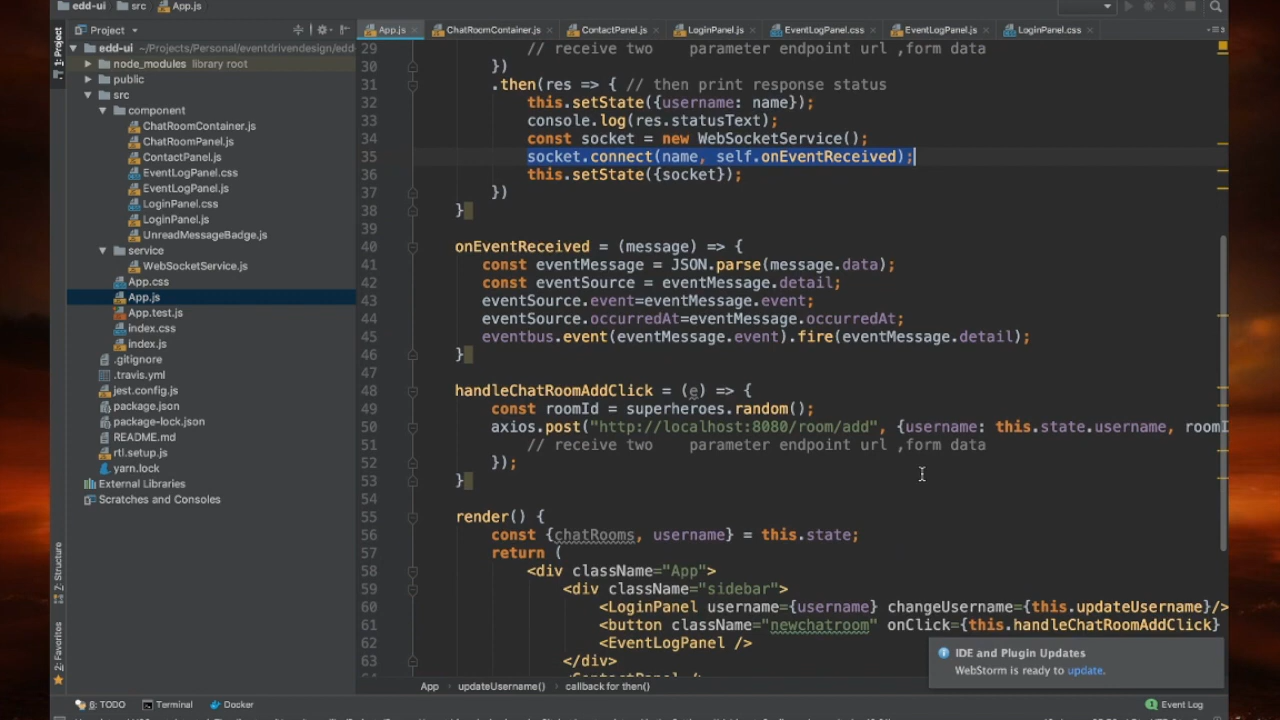 edd-ui src App.js
Project
App.js ChatRoomContainer.js ContactPanel.js LoginPanel.js EventLogPanel.css EventLogPanel.js LoginPanel.css
1: Project
edd-ui ~/Projects/Personal/eventdrivendesign/edd-
node_modules library root
public
src
component
ChatRoomContainer.js
ChatRoomPanel.js
ContactPanel.js
EventLogPanel.css
EventLogPanel.js
LoginPanel.css
LoginPanel.js
UnreadMessageBadge.js
service
WebSocketService.js
App.css
App.js
App.test.js
index.css
index.js
.gitignore
.travis.yml
jest.config.js
package.json
package-lock.json
README.md
rtl.setup.js
yarn.lock
External Libraries
Scratches and Consoles
7: Structure
2: Favorites
29 // receive two    parameter endpoint url ,form data
30 })
31 .then(res => { // then print response status
32 this.setState({username: name});
33 console.log(res.statusText);
34 const socket = new WebSocketService();
35 socket.connect(name, self.onEventReceived);
36 this.setState({socket});
37 })
38 }
39
40 onEventReceived = (message) => {
41 const eventMessage = JSON.parse(message.data);
42 const eventSource = eventMessage.detail;
43 eventSource.event=eventMessage.event;
44 eventSource.occurredAt=eventMessage.occurredAt;
45 eventbus.event(eventMessage.event).fire(eventMessage.detail);
46 }
47
48 handleChatRoomAddClick = (e) => {
49 const roomId = superheroes.random();
50 axios.post("http://localhost:8080/room/add", {username: this.state.username, roomI
51 // receive two    parameter endpoint url ,form data
52 });
53 }
54
55 render() {
56 const {chatRooms, username} = this.state;
57 return (
58 <div className="App">
59 <div className="sidebar">
60 <LoginPanel username={username} changeUsername={this.updateUsername}/>
61 <button className="newchatroom" onClick={this.handleChatRoomAddClick}
62 <EventLogPanel />
63 </div>
IDE and Plugin Updates
WebStorm is ready to update.
App updateUsername() callback for then()
6: TODO Terminal Docker Event Log